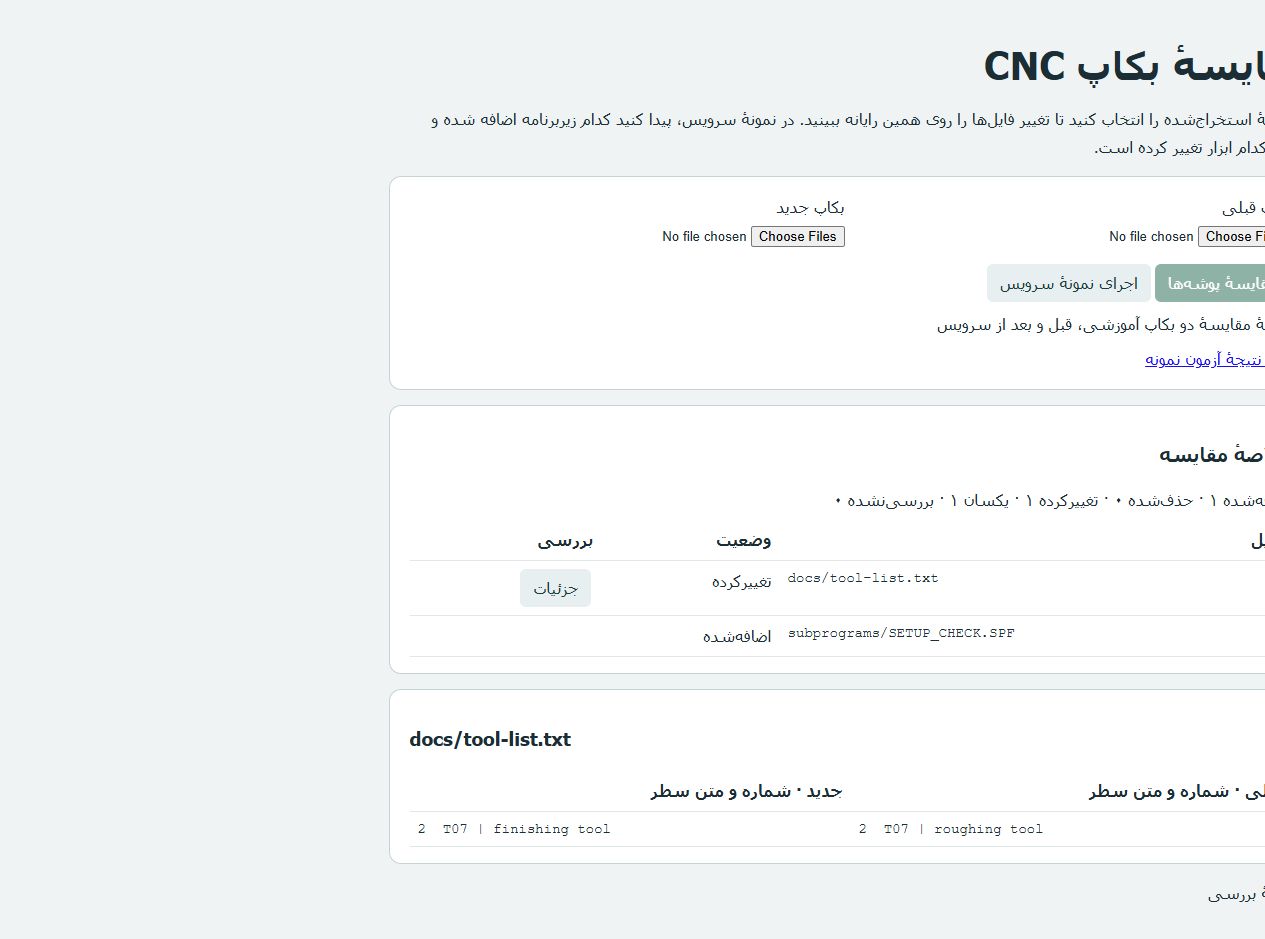 بکاپ CNC
استخراج‌شده را انتخاب کنید تا تغییر فایل‌ها را روی همین رایانه ببینید. در نمونهٔ سرویس، پیدا کنید کدام زیربرنامه اضافه شده و
کدام ابزار تغییر کرده است.
قبلی
Choose No file chosen
بکاپ جدید
Choose Files No file chosen
پوشه‌ها
اجرای نمونهٔ سرویس
مقایسهٔ دو بکاپ آموزشی، قبل و بعد از سرویس
نتیجهٔ آزمون نمونه
مقایسه
۱ · حذف‌شده ۰ · تغییرکرده ۱ · یکسان ۱ · بررسی‌نشده ۰
وضعیت بررسی
docs/tool-list.txt تغییرکرده جزئیات
subprograms/SETUP_CHECK.SPF اضافه‌شده
docs/tool-list.txt
· شماره و متن سطر جدید · شماره و متن سطر
2 T07 | roughing tool 2 T07 | finishing tool
بررسی